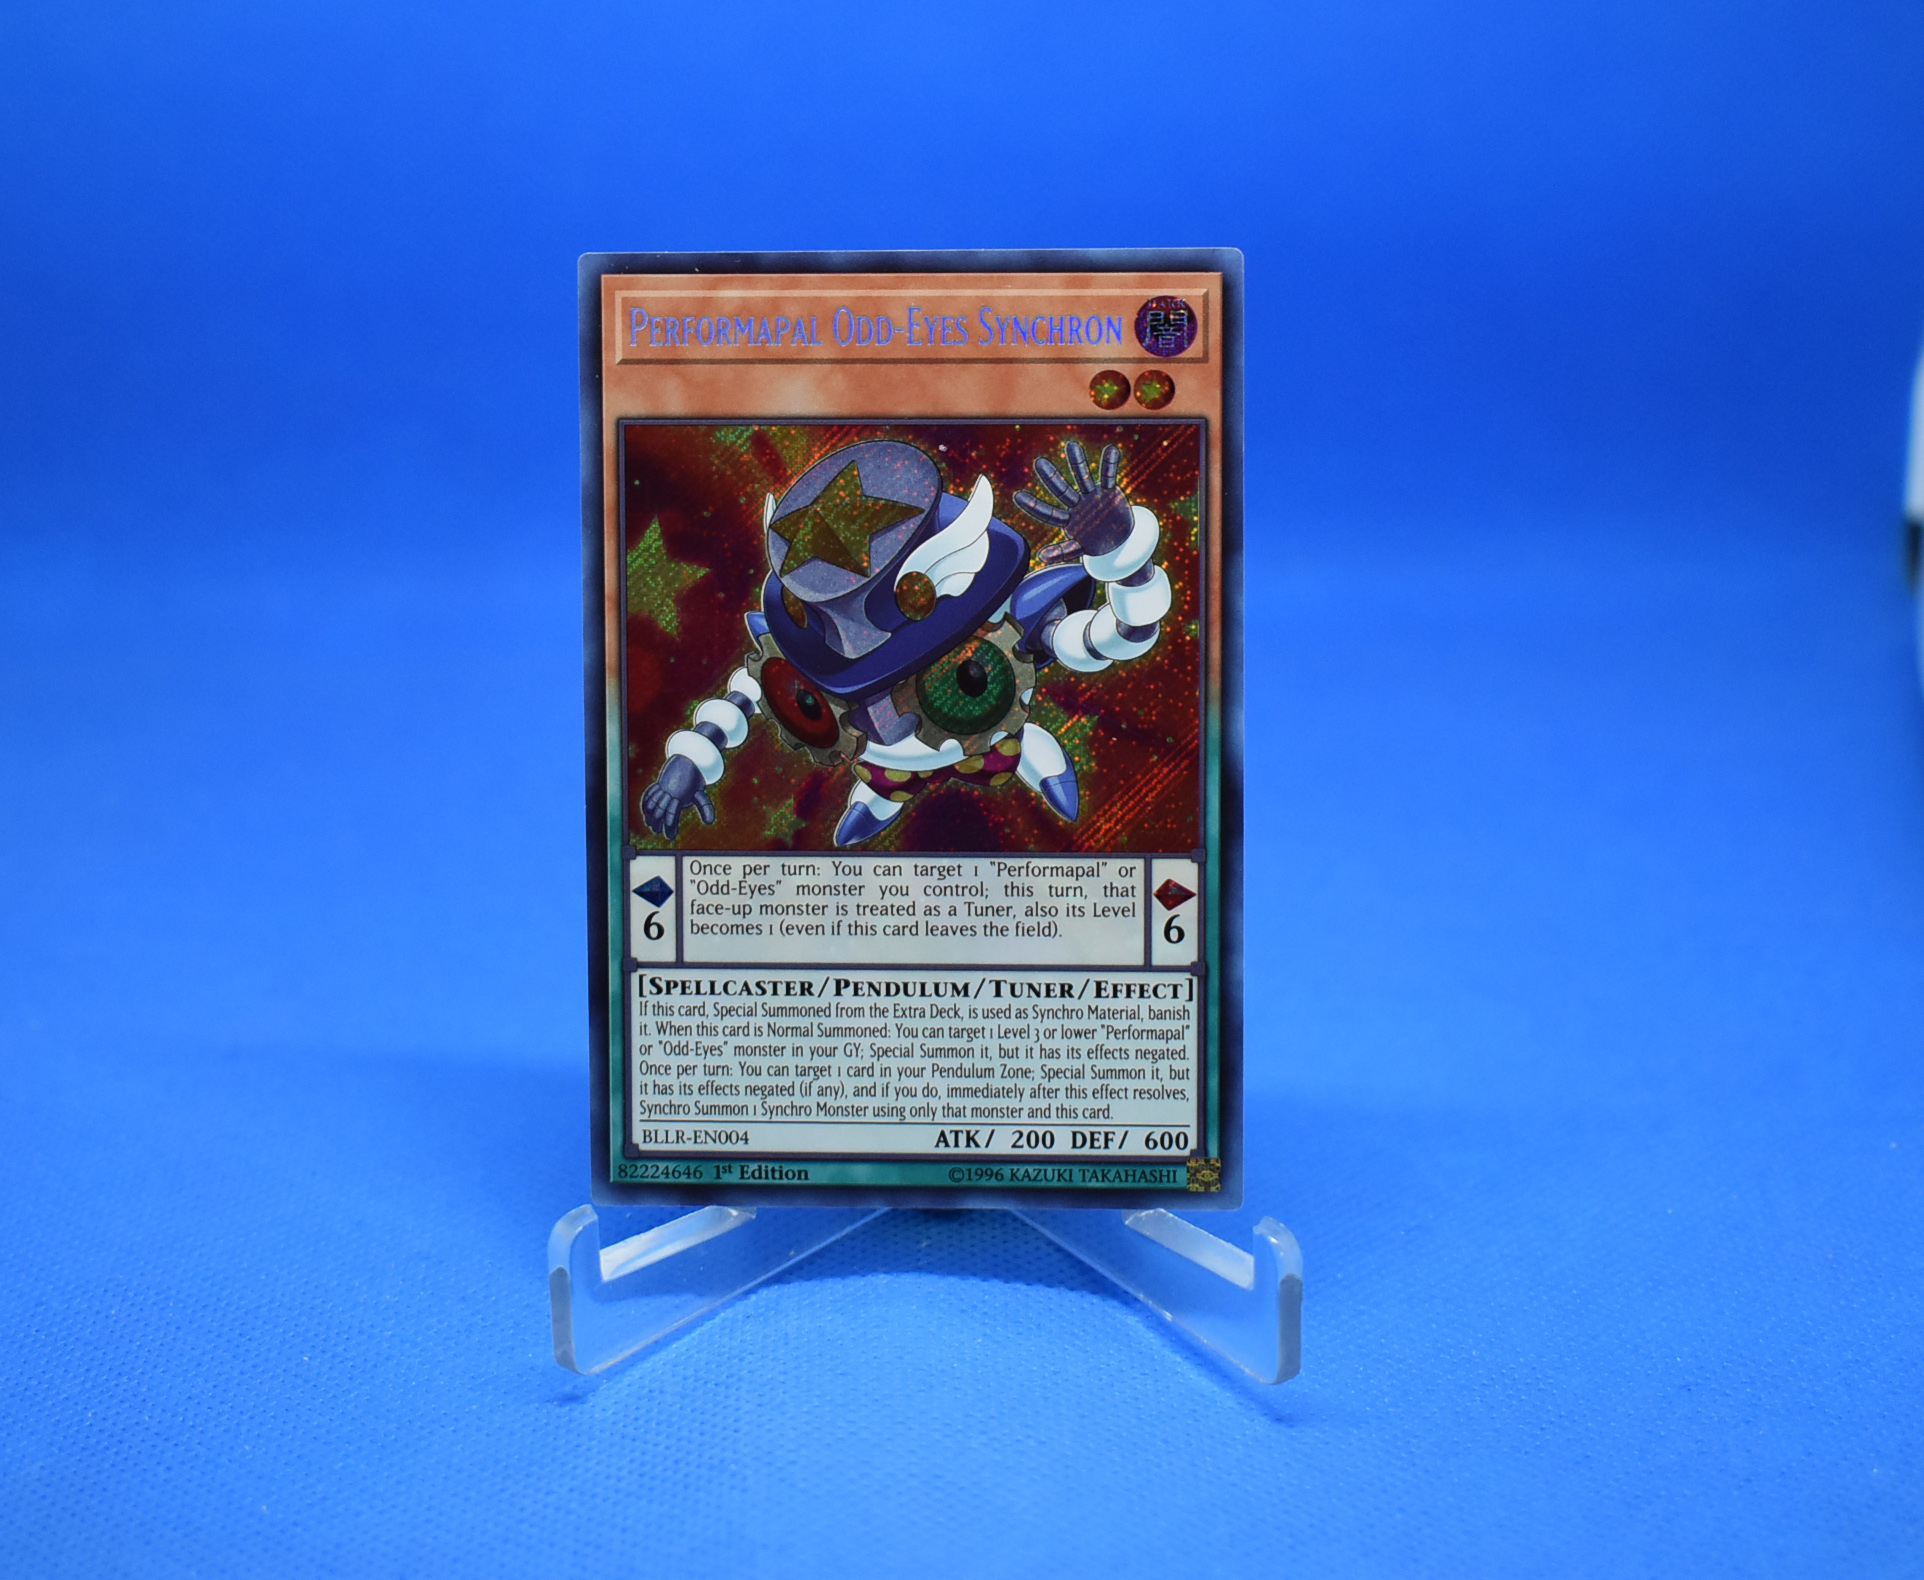 Performapal Odd-Eyes Synchron
DARK
闇
Once per turn: You can target 1 "Performapal" or
"Odd-Eyes" monster you control; this turn, that
face-up monster is treated as a Tuner, also its Level
becomes 1 (even if this card leaves the field).
6
6
[Spellcaster/Pendulum/Tuner/Effect]
If this card, Special Summoned from the Extra Deck, is used as Synchro Material, banish
it. When this card is Normal Summoned: You can target 1 Level 3 or lower "Performapal"
or "Odd-Eyes" monster in your GY; Special Summon it, but it has its effects negated.
Once per turn: You can target 1 card in your Pendulum Zone; Special Summon it, but
it has its effects negated (if any), and if you do, immediately after this effect resolves,
Synchro Summon 1 Synchro Monster using only that monster and this card.
BLLR-EN004 ATK/ 200 DEF/ 600
82224646 1st Edition ©1996 KAZUKI TAKAHASHI